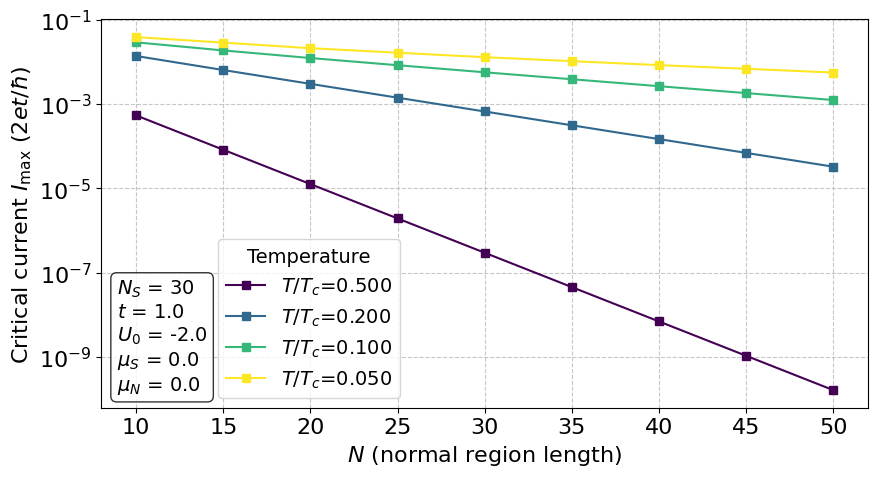 10⁻¹
10⁻³
10⁻⁵
10⁻⁷
10⁻⁹
Critical current I_max (2et/ħ)
N_S = 30
t = 1.0
U_0 = -2.0
μ_S = 0.0
μ_N = 0.0
Temperature
T/T_c=0.500
T/T_c=0.200
T/T_c=0.100
T/T_c=0.050
10 15 20 25 30 35 40 45 50
N (normal region length)